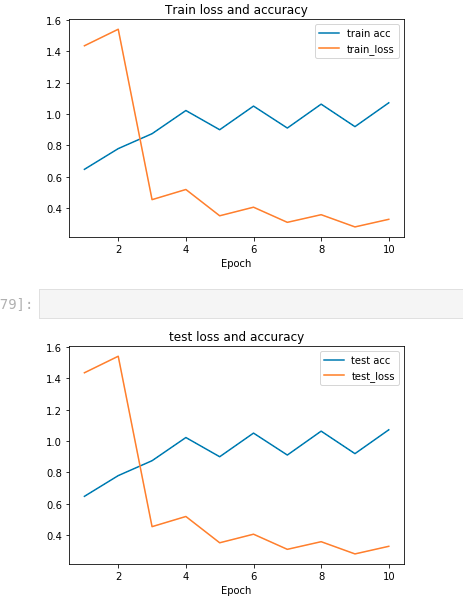 Train loss and accuracy
train acc
train_loss
1.6
1.4
1.2
1.0
0.8
0.6
0.4
2 4 6 8 10
Epoch
79]:
test loss and accuracy
test acc
test_loss
1.6
1.4
1.2
1.0
0.8
0.6
0.4
2 4 6 8 10
Epoch